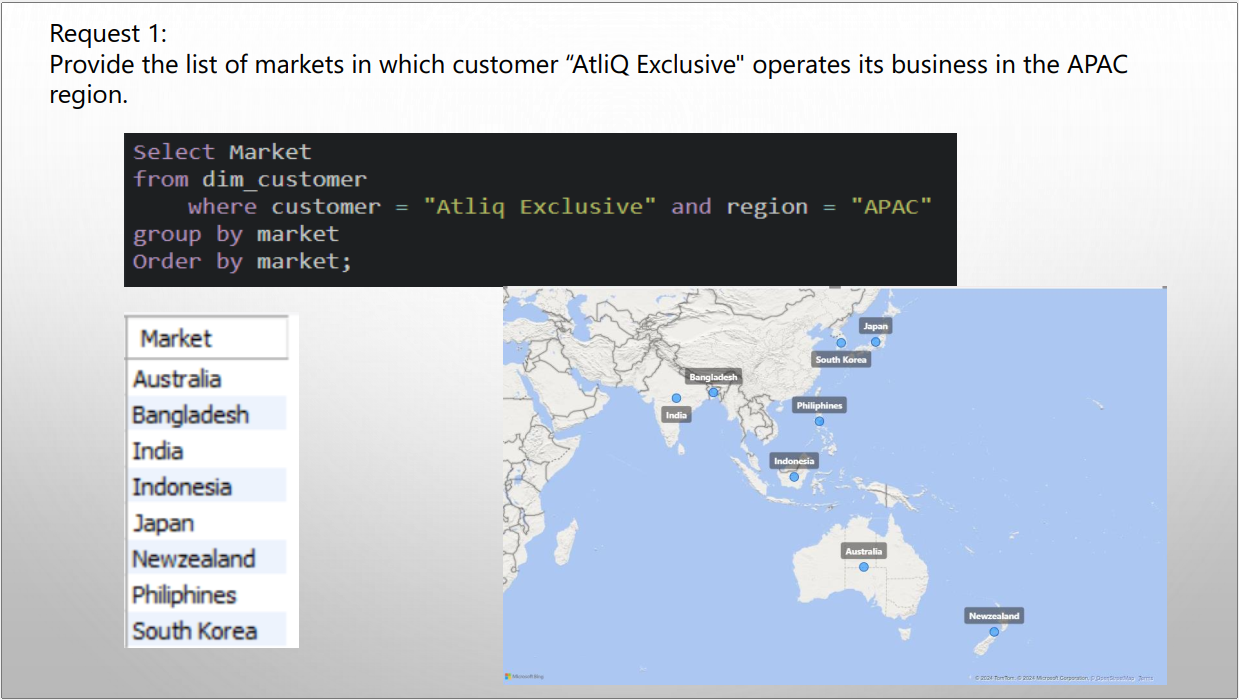 Request 1:
Provide the list of markets in which customer “AtliQ Exclusive" operates its business in the APAC
region.
Select Market
from dim_customer
where customer = "Atliq Exclusive" and region = "APAC"
group by market
Order by market;
Market
Australia
Bangladesh
India
Indonesia
Japan
Newzealand
Philiphines
South Korea
Japan
South Korea
Bangladesh
India
Philiphines
Indonesia
Australia
Newzealand
Microsoft Bing
© 2024 TomTom, © 2024 Microsoft Corporation, © OpenStreetMap Terms